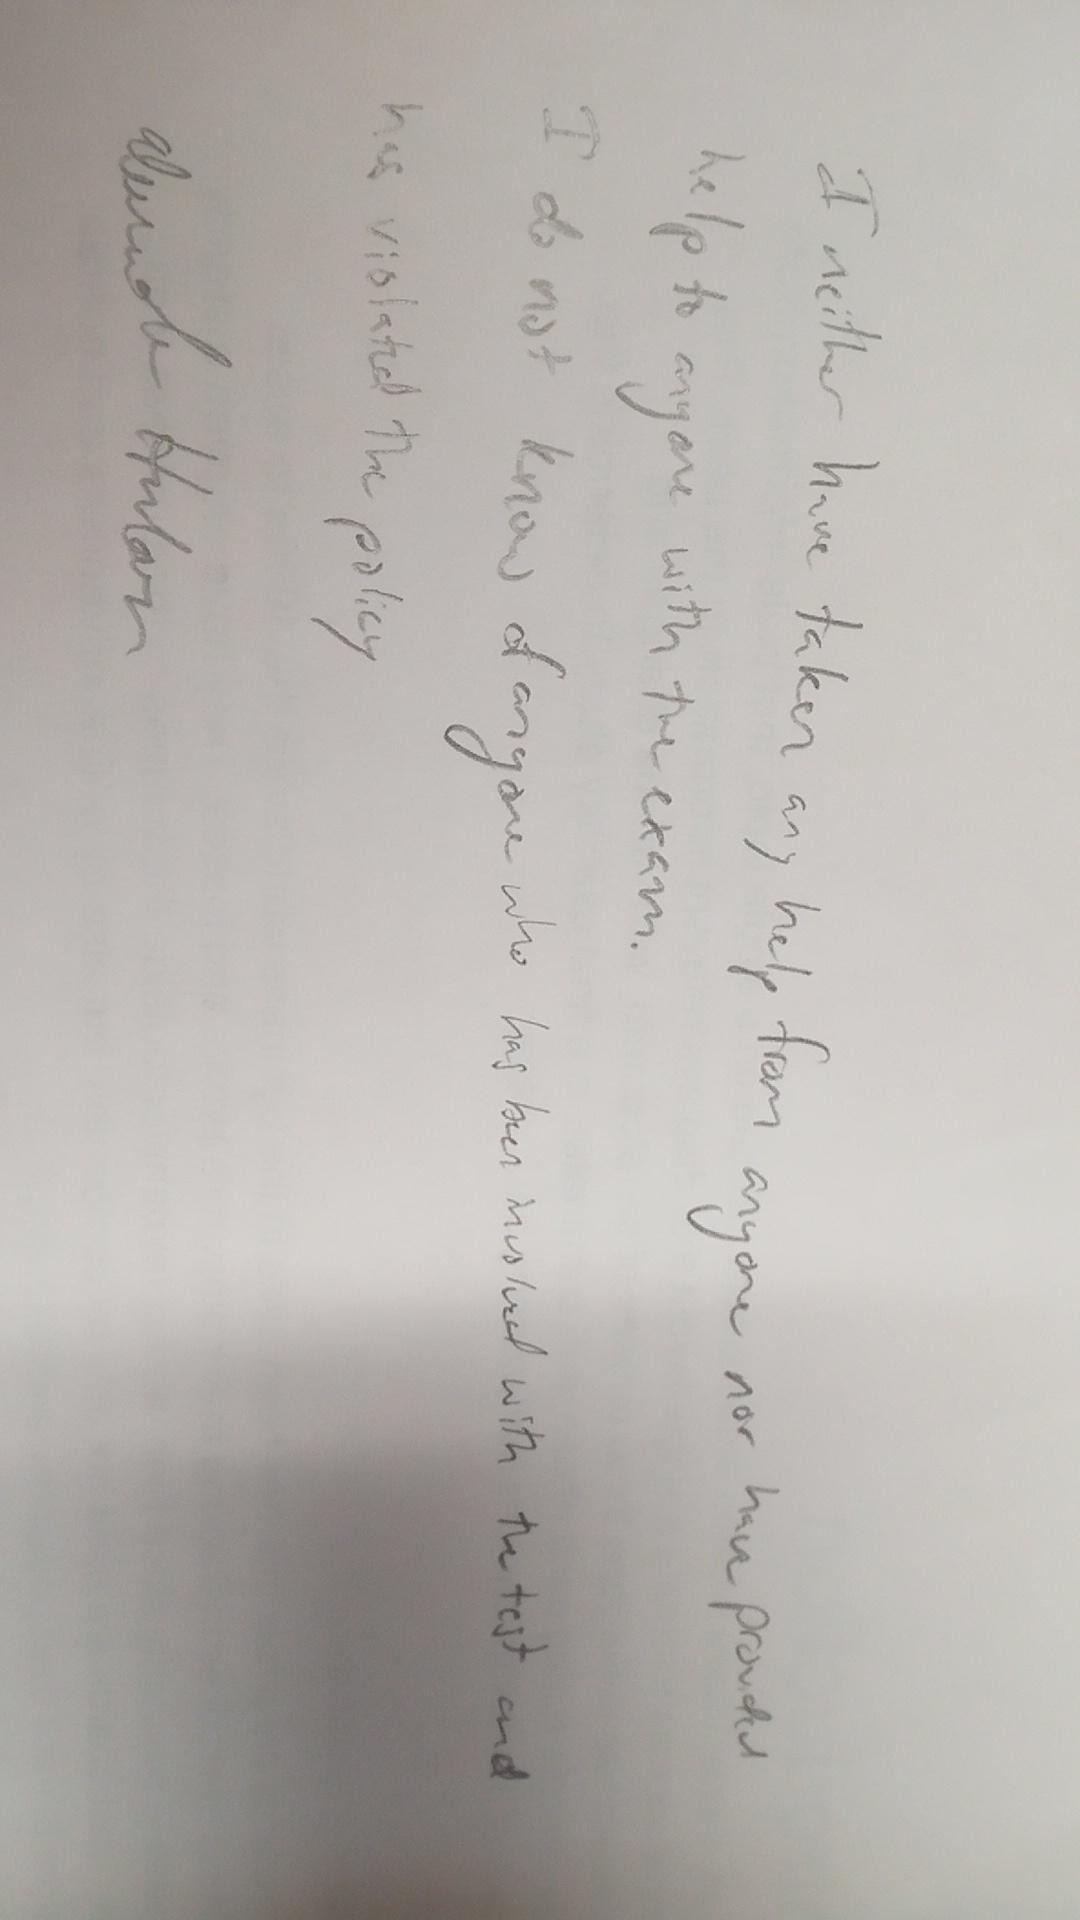 I neither have taken any help from anyone nor have provided
help to anyone with the exam.
I do not know of anyone who has been involved with the test and
has violated the policy